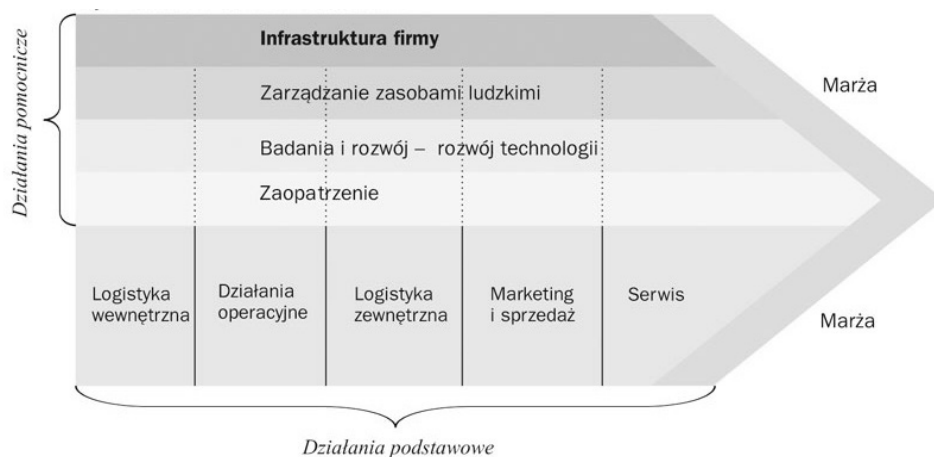 Działania pomocnicze
Infrastruktura firmy
Zarządzanie zasobami ludzkimi
Badania i rozwój – rozwój technologii
Zaopatrzenie
Marża
Logistyka
wewnętrzna
Działania
operacyjne
Logistyka
zewnętrzna
Marketing
i sprzedaż
Serwis
Marża
Działania podstawowe